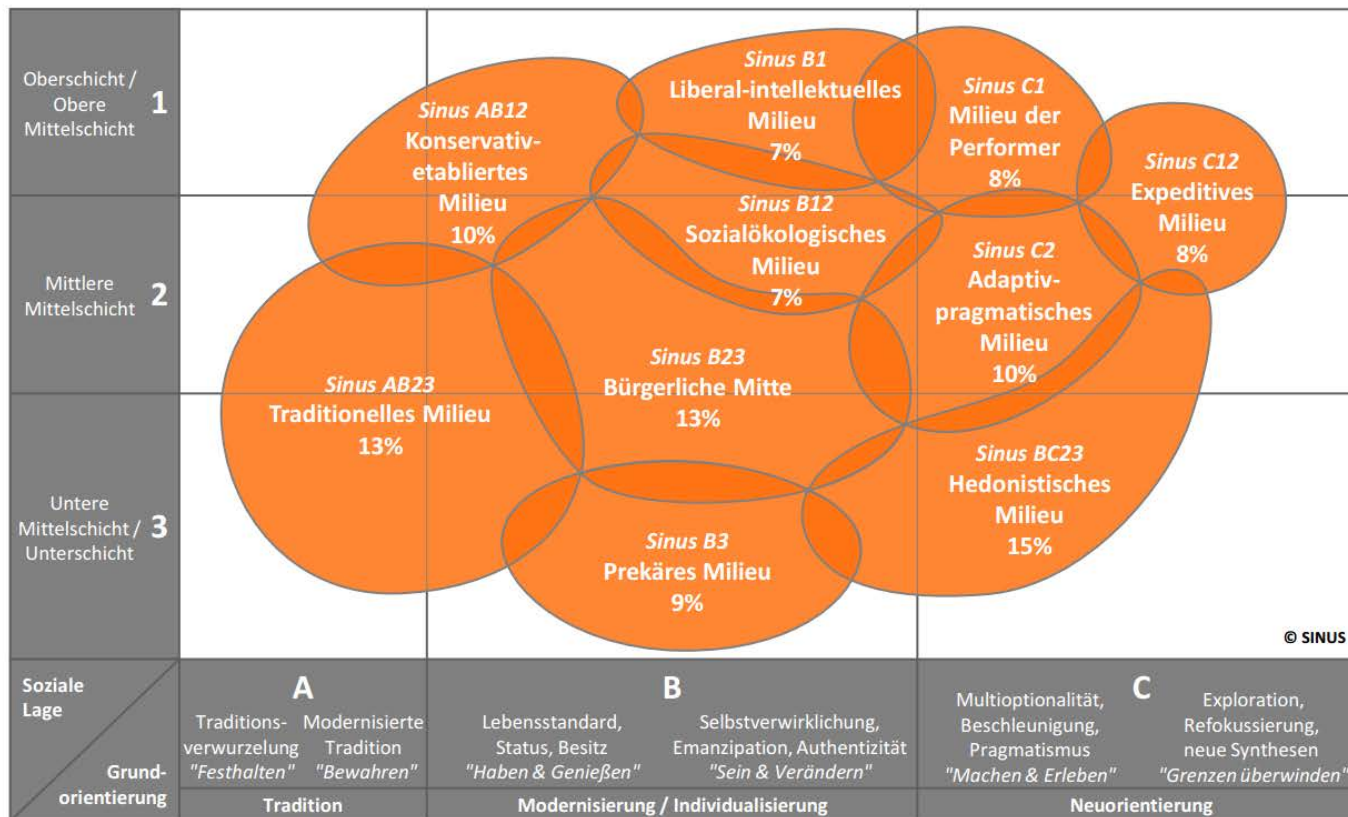 Oberschicht /
Obere
Mittelschicht
1
Mittlere
Mittelschicht
2
Untere
Mittelschicht /
Unterschicht
3
Sinus AB12
Konservativ-
etabliertes
Milieu
10%
Sinus B1
Liberal-intellektuelles
Milieu
7%
Sinus C1
Milieu der
Performer
8%
Sinus C12
Expeditives
Milieu
8%
Sinus B12
Sozialökologisches
Milieu
7%
Sinus C2
Adaptiv-
pragmatisches
Milieu
10%
Sinus AB23
Traditionelles Milieu
13%
Sinus B23
Bürgerliche Mitte
13%
Sinus BC23
Hedonistisches
Milieu
15%
Sinus B3
Prekäres Milieu
9%
© SINUS
Soziale
Lage
Grund-
orientierung
A
Traditions-
verwurzelung
"Festhalten"
Modernisierte
Tradition
"Bewahren"
Tradition
B
Lebensstandard,
Status, Besitz
"Haben & Genießen"
Selbstverwirklichung,
Emanzipation, Authentizität
"Sein & Verändern"
Modernisierung / Individualisierung
C
Multioptionalität,
Beschleunigung,
Pragmatismus
"Machen & Erleben"
Exploration,
Refokussierung,
neue Synthesen
"Grenzen überwinden"
Neuorientierung